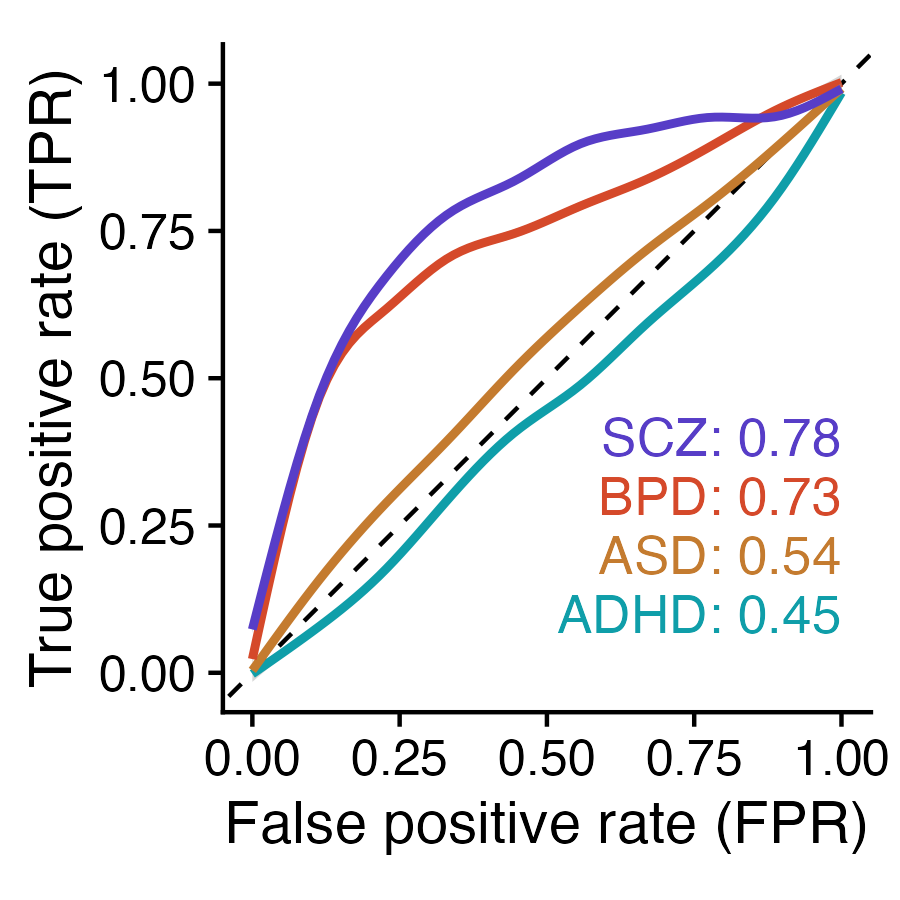 True positive rate (TPR)
1.00
0.75
0.50
0.25
0.00
SCZ: 0.78
BPD: 0.73
ASD: 0.54
ADHD: 0.45
0.00 0.25 0.50 0.75 1.00
False positive rate (FPR)